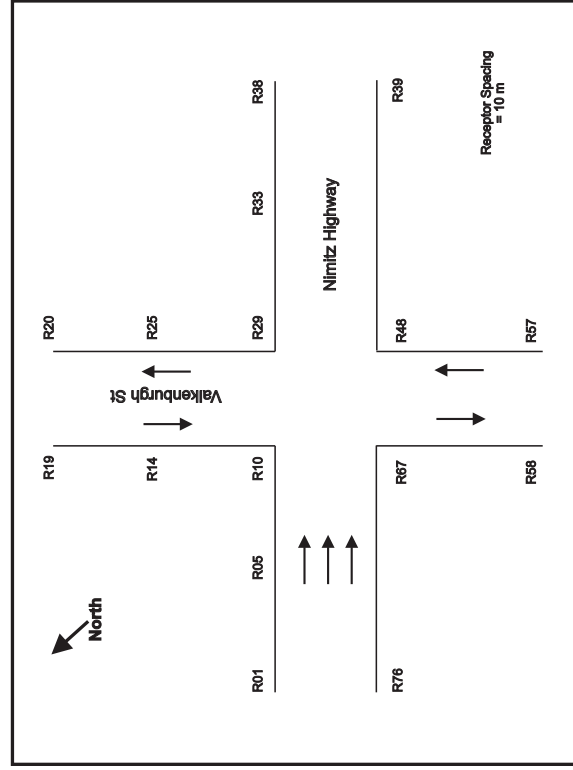 R38
R39
Receptor Spacing
= 10 m
R33
Nimitz Highway
R20
R25
R29
R48
R57
Valkenburgh St
R19
R14
R10
R67
R58
R05
North
R01
R76